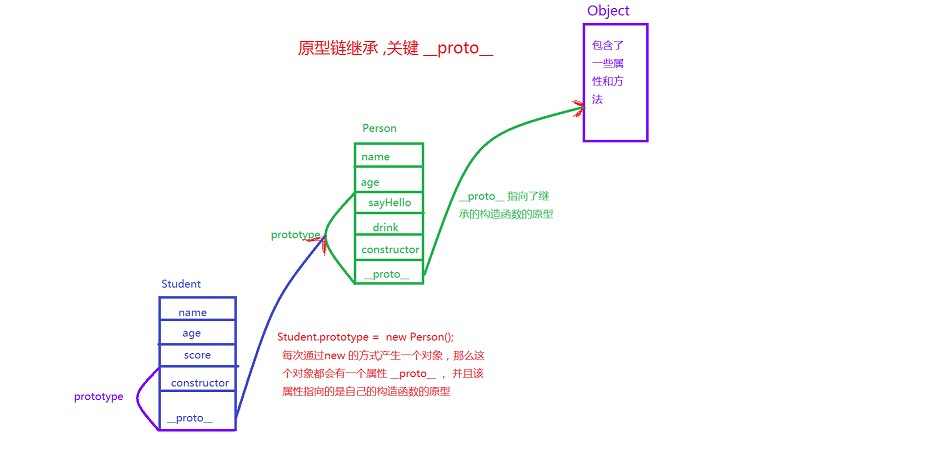 Object
原型链继承 ,关键 __proto__
包含了
一些属
性和方
法
Person
name
age
sayHello
drink
constructor
__proto__
prototype
__proto__ 指向了继
承的构造函数的原型
Student
name
age
score
constructor
__proto__
prototype
Student.prototype = new Person();
每次通过new 的方式产生一个对象，那么这
个对象都会有一个属性 __proto__ ，并且该
属性指向的是自己的构造函数的原型